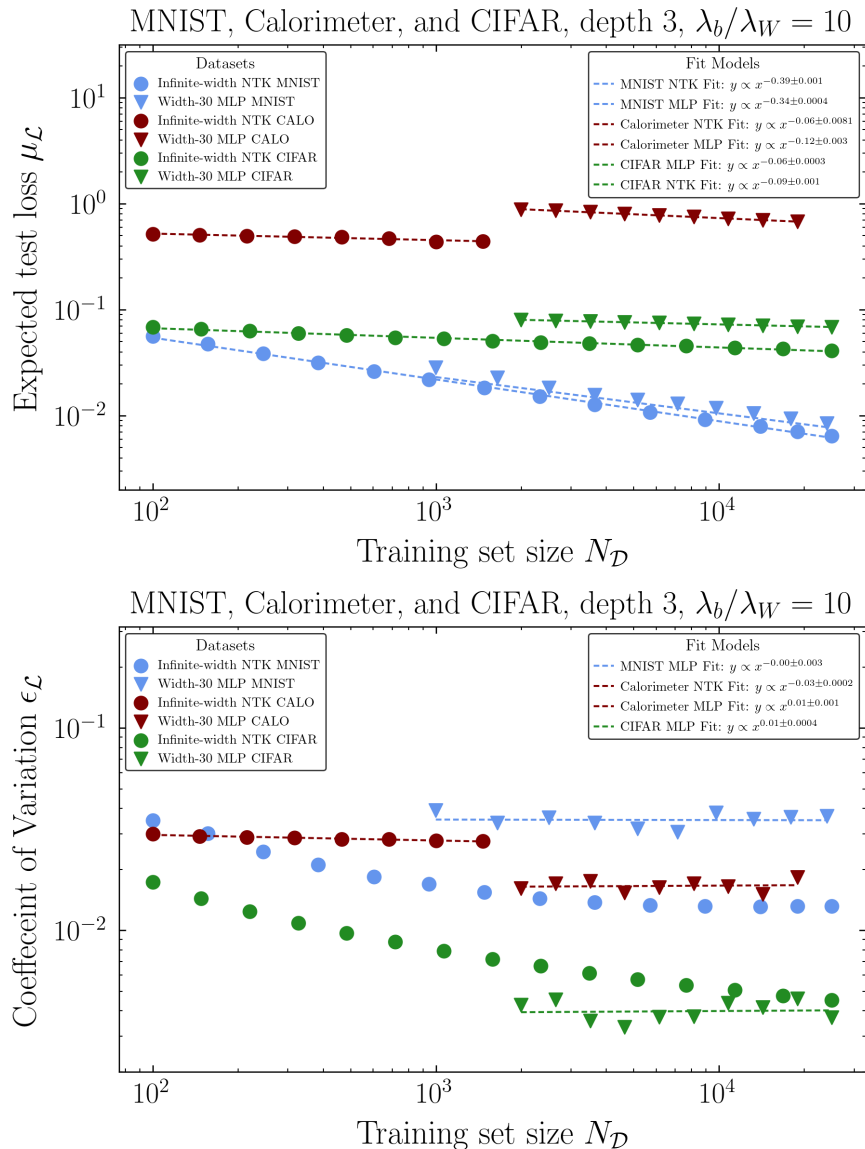 MNIST, Calorimeter, and CIFAR, depth 3, λ_b/λ_W = 10
Datasets
Infinite-width NTK MNIST
Width-30 MLP MNIST
Infinite-width NTK CALO
Width-30 MLP CALO
Infinite-width NTK CIFAR
Width-30 MLP CIFAR
Fit Models
MNIST NTK Fit: y ∝ x^{−0.39±0.001}
MNIST MLP Fit: y ∝ x^{−0.34±0.0004}
Calorimeter NTK Fit: y ∝ x^{−0.06±0.0081}
Calorimeter MLP Fit: y ∝ x^{−0.12±0.003}
CIFAR MLP Fit: y ∝ x^{−0.06±0.0003}
CIFAR NTK Fit: y ∝ x^{−0.09±0.001}
Expected test loss μ_ℒ
10^1
10^0
10^{−1}
10^{−2}
10^2
10^3
10^4
Training set size N_𝒟
MNIST, Calorimeter, and CIFAR, depth 3, λ_b/λ_W = 10
Datasets
Infinite-width NTK MNIST
Width-30 MLP MNIST
Infinite-width NTK CALO
Width-30 MLP CALO
Infinite-width NTK CIFAR
Width-30 MLP CIFAR
Fit Models
MNIST MLP Fit: y ∝ x^{−0.00±0.003}
Calorimeter NTK Fit: y ∝ x^{−0.03±0.0002}
Calorimeter MLP Fit: y ∝ x^{0.01±0.001}
CIFAR MLP Fit: y ∝ x^{0.01±0.0004}
Coeffeceint of Variation ϵ_ℒ
10^{−1}
10^{−2}
10^2
10^3
10^4
Training set size N_𝒟